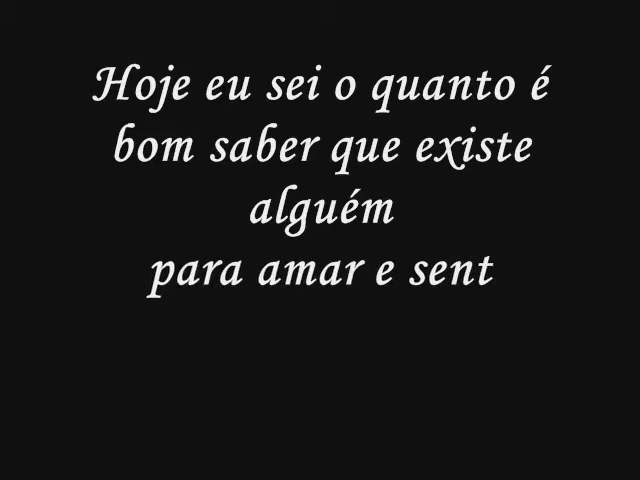 Hoje eu sei o quanto é
bom saber que existe
alguém
para amar e sent